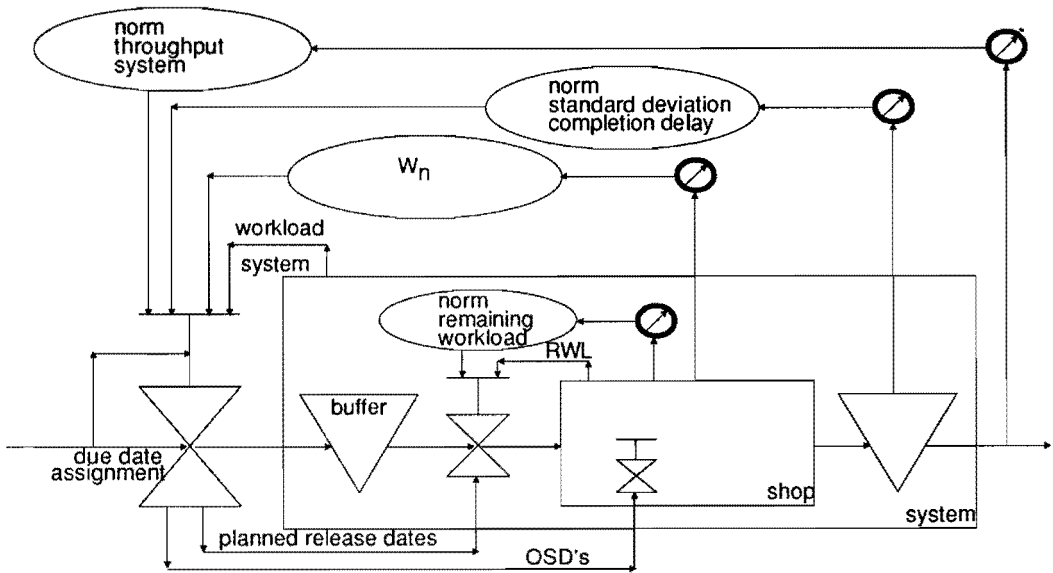 norm
throughput
system
norm
standard deviation
completion delay
Wn
workload
system
norm
remaining
workload
RWL
buffer
due date
assignment
shop
system
planned release dates
OSD's